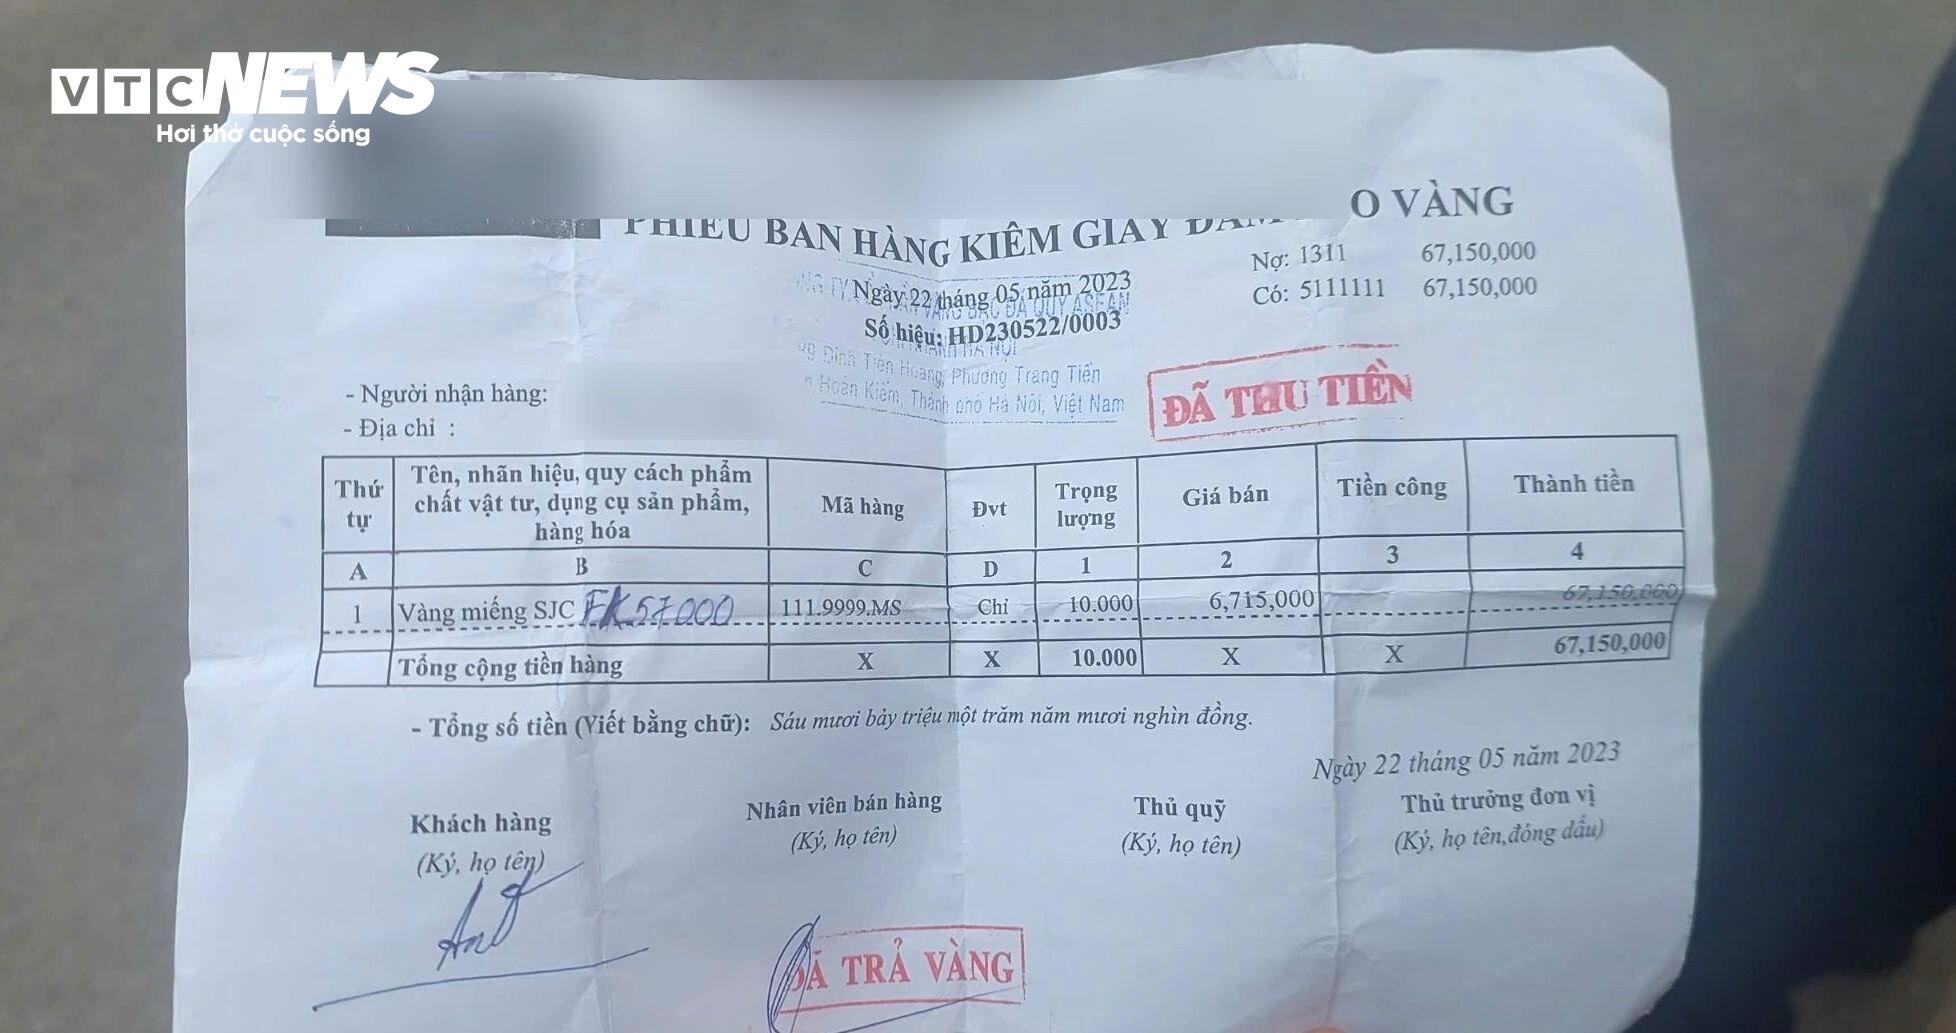 VTC NEWS
Hơi thở cuộc sống
PHIẾU BÁN HÀNG KIÊM GIẤY ĐẢM O VÀNG
Ngày 22 tháng 05 năm 2023
Số hiệu: HD230522/0003
Nợ: 1311 67,150,000
Có: 5111111 67,150,000
VÀNG BẠC ĐÁ QUÝ ASEAN
HÀ NỘI
Đinh Tiên Hoàng, Phường Tràng Tiền
Hoàn Kiếm, Thành phố Hà Nội, Việt Nam
ĐÃ THU TIỀN
- Người nhận hàng:
- Địa chỉ :
Thứ tự Tên, nhãn hiệu, quy cách phẩm chất vật tư, dụng cụ sản phẩm, hàng hóa Mã hàng Đvt Trọng lượng Giá bán Tiền công Thành tiền
A B C D 1 2 3 4
1 Vàng miếng SJC FK57000 111.9999.MS Chỉ 10.000 6,715,000 67,150,000
Tổng cộng tiền hàng X X 10.000 X X 67,150,000
- Tổng số tiền (Viết bằng chữ): Sáu mươi bảy triệu một trăm năm mươi nghìn đồng.
Ngày 22 tháng 05 năm 2023
Khách hàng Nhân viên bán hàng Thủ quỹ Thủ trưởng đơn vị
(Ký, họ tên) (Ký, họ tên) (Ký, họ tên) (Ký, họ tên,đóng dấu)
ĐÃ TRẢ VÀNG